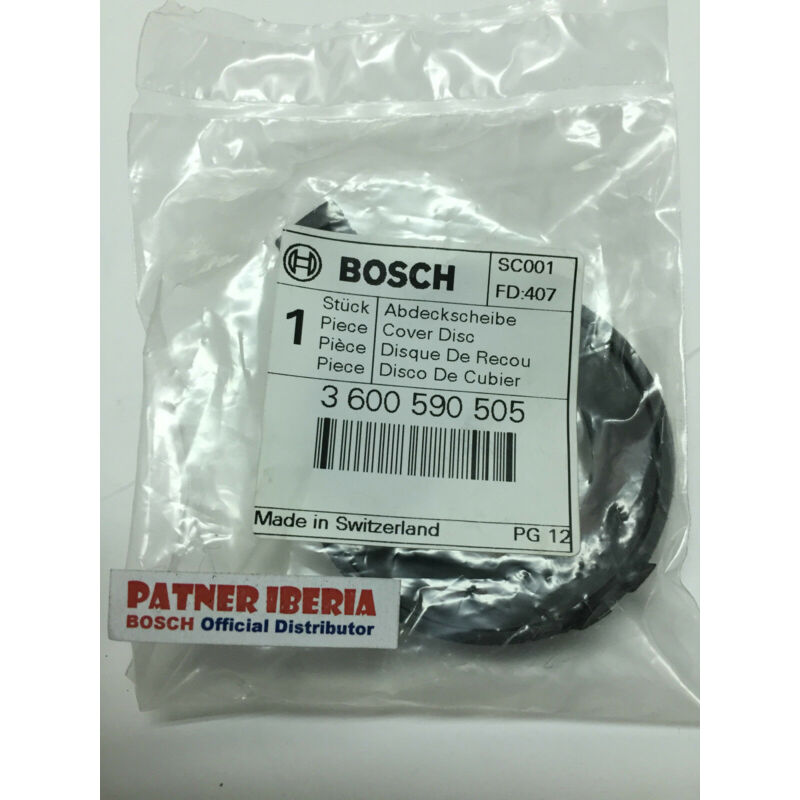 BOSCH
SC001
FD:407
1
Stück Abdeckscheibe
Piece Cover Disc
Pièce Disque De Recou
Piece Disco De Cubier
3 600 590 505
Made in Switzerland PG 12
PATNER IBERIA
BOSCH Official Distributor